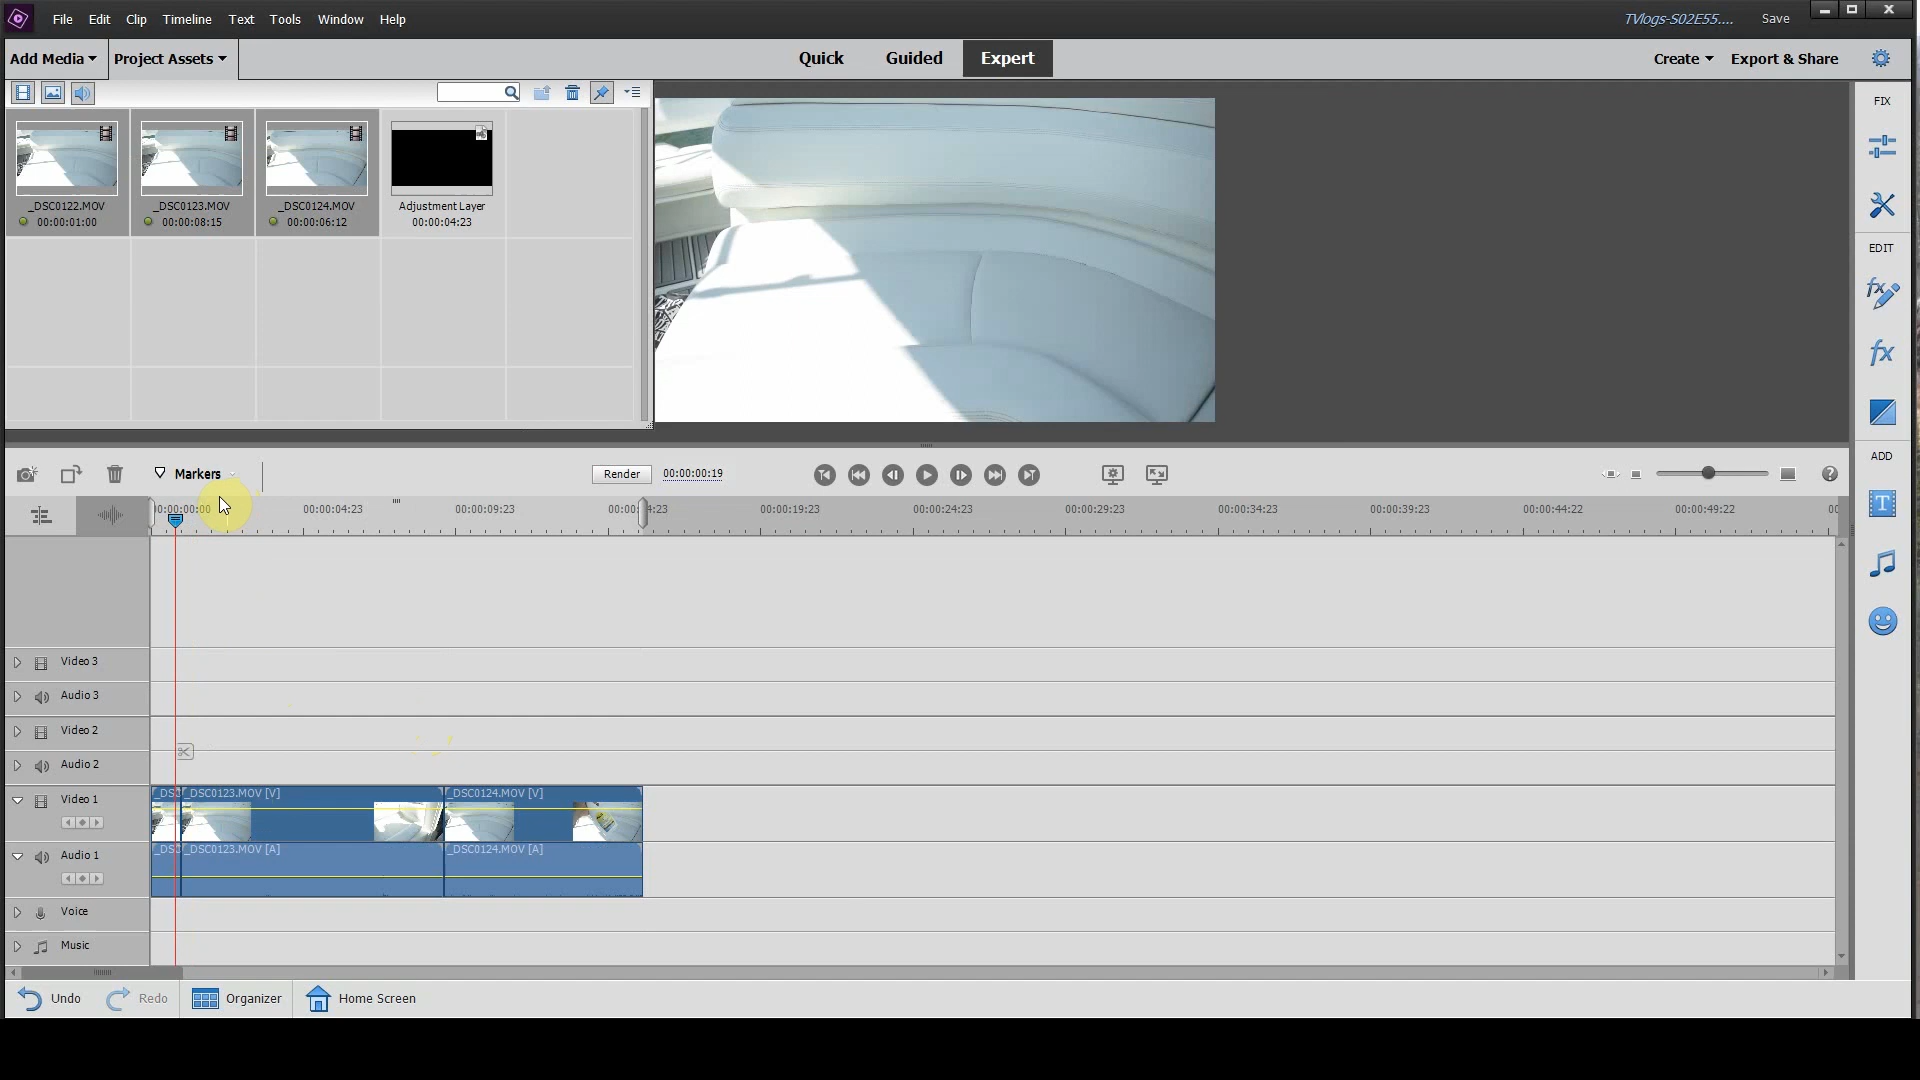 File Edit Clip Timeline Text Tools Window Help
TVlogs-S02E55.... Save
Add Media Project Assets
Quick Guided Expert
Create Export & Share
FIX
_DSC0122.MOV _DSC0123.MOV _DSC0124.MOV Adjustment Layer
00:00:01:00 00:00:08:15 00:00:06:12 00:00:04:23
EDIT
ADD
Markers
Render 00:00:00:19
00:00:00:00 00:00:04:23 00:00:09:23 4:23 00:00:19:23 00:00:24:23 00:00:29:23 00:00:34:23 00:00:39:23 00:00:44:22 00:00:49:22
Video 3
Audio 3
Video 2
Audio 2
Video 1
_DSC _DSC0123.MOV [V] _DSC0124.MOV [V]
Audio 1
_DSC _DSC0123.MOV [A] _DSC0124.MOV [A]
Voice
Music
Undo Redo Organizer Home Screen